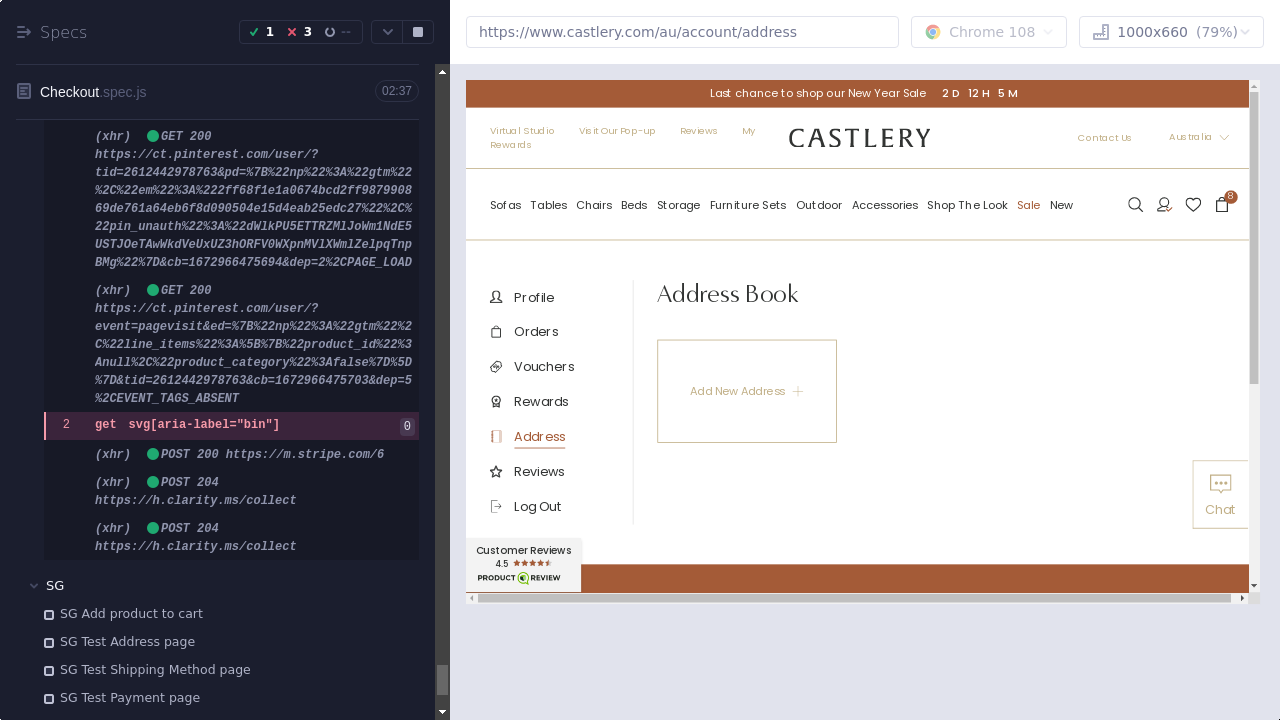 Specs
1
3
--
https://www.castlery.com/au/account/address
Chrome 108
1000x660 (79%)
Checkout.spec.js
02:37
(xhr) GET 200
https://ct.pinterest.com/user/?
tid=2612442978763&pd=%7B%22np%22%3A%22gtm%22
%2C%22em%22%3A%222ff68f1e1a0674bcd2ff9879908
69de761a64eb6f8d090504e15d4eab25edc27%22%2C%
22pin_unauth%22%3A%22dWlkPU5ETTRZMlJoWm1NdE5
USTJOeTAwWkdVeUxUZ3hORFV0WXpnMVlXWmlZelpqTnp
BMg%22%7D&cb=1672966475694&dep=2%2CPAGE_LOAD
(xhr) GET 200
https://ct.pinterest.com/user/?
event=pagevisit&ed=%7B%22np%22%3A%22gtm%22%2
C%22line_items%22%3A%5B%7B%22product_id%22%3
Anull%2C%22product_category%22%3Afalse%7D%5D
%7D&tid=2612442978763&cb=1672966475703&dep=5
%2CEVENT_TAGS_ABSENT
2 get svg[aria-label="bin"] 0
(xhr) POST 200 https://m.stripe.com/6
(xhr) POST 204
https://h.clarity.ms/collect
(xhr) POST 204
https://h.clarity.ms/collect
SG
SG Add product to cart
SG Test Address page
SG Test Shipping Method page
SG Test Payment page
Last chance to shop our New Year Sale 2 D 12 H 5 M
Virtual Studio Visit Our Pop-up Reviews My
Rewards
CASTLERY
Contact Us
Australia
Sofas Tables Chairs Beds Storage Furniture Sets Outdoor Accessories Shop The Look Sale New
8
Profile
Orders
Vouchers
Rewards
Address
Reviews
Log Out
Address Book
Add New Address
Chat
Customer Reviews
4.5
PRODUCT REVIEW